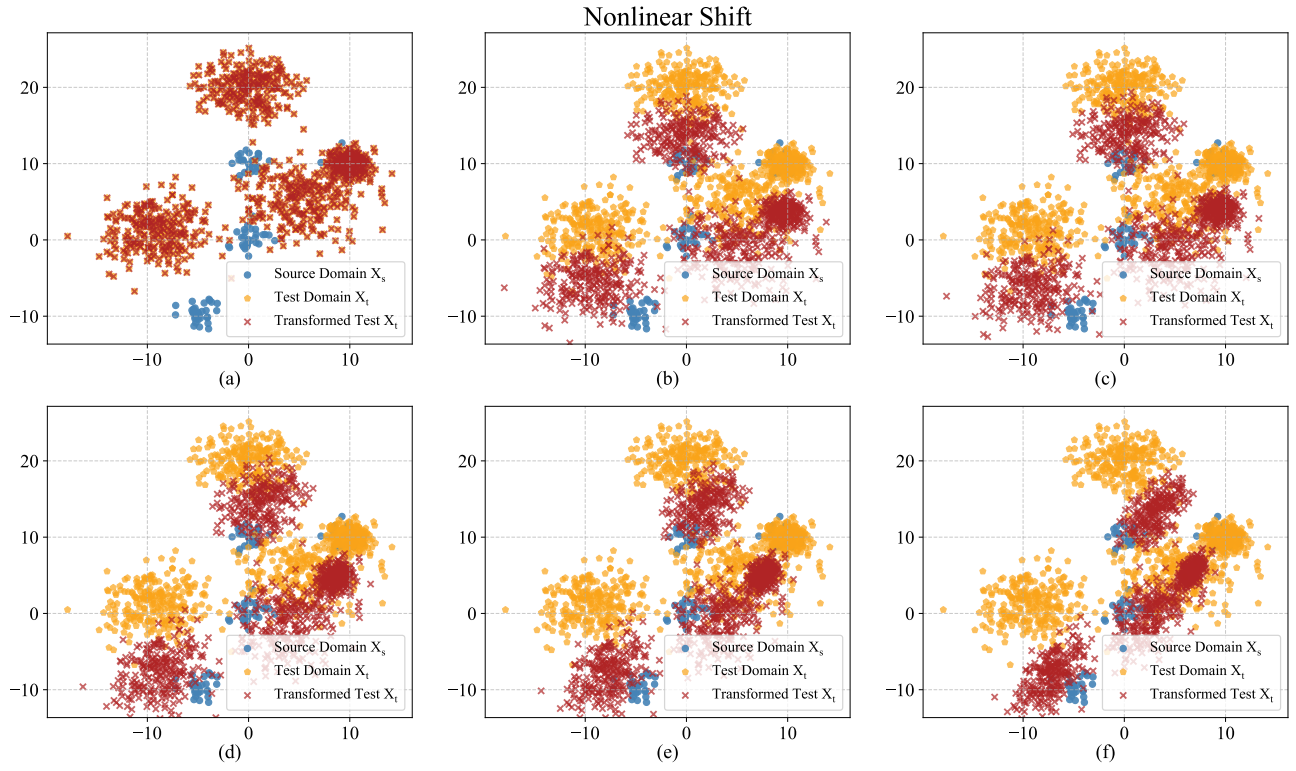 Nonlinear Shift
20
10
0
−10
Source Domain Xs
Test Domain Xt
Transformed Test Xt
−10 0 10
(a)
20
10
0
−10
Source Domain Xs
Test Domain Xt
Transformed Test Xt
−10 0 10
(b)
20
10
0
−10
Source Domain Xs
Test Domain Xt
Transformed Test Xt
−10 0 10
(c)
20
10
0
−10
Source Domain Xs
Test Domain Xt
Transformed Test Xt
−10 0 10
(d)
20
10
0
−10
Source Domain Xs
Test Domain Xt
Transformed Test Xt
−10 0 10
(e)
20
10
0
−10
Source Domain Xs
Test Domain Xt
Transformed Test Xt
−10 0 10
(f)